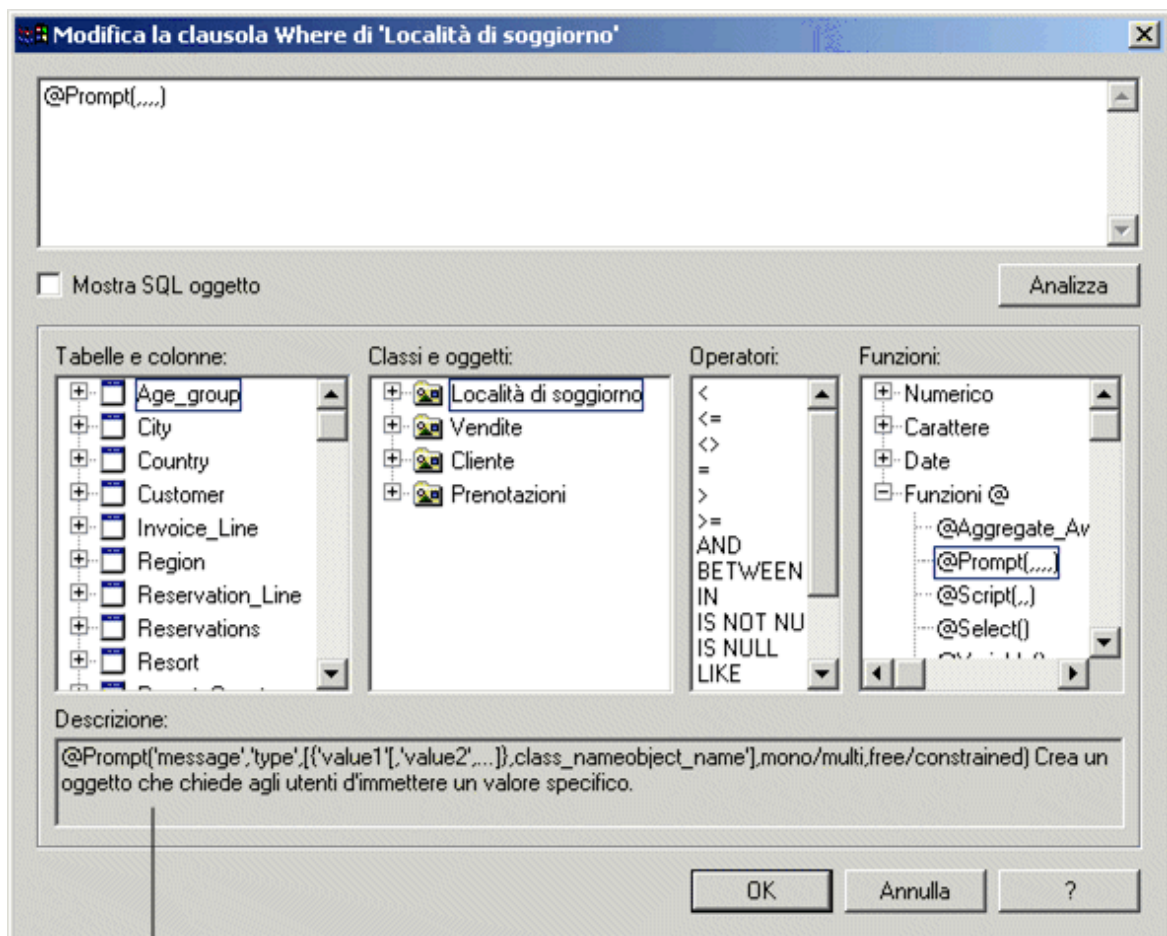 Modifica la clausola Where di 'Località di soggiorno'
@Prompt(,,,,)
Mostra SQL oggetto
Analizza
Tabelle e colonne:
Age_group
City
Country
Customer
Invoice_Line
Region
Reservation_Line
Reservations
Resort
Classi e oggetti:
Località di soggiorno
Vendite
Cliente
Prenotazioni
Operatori:
<
<=
<>
=
>
>=
AND
BETWEEN
IN
IS NOT NU
IS NULL
LIKE
Funzioni:
Numerico
Carattere
Date
Funzioni @
@Aggregate_Av
@Prompt(,,,,)
@Script(,,)
@Select()
Descrizione:
@Prompt('message','type',[{'value1'[,'value2',...]},class_nameobject_name'],mono/multi,free/constrained) Crea un
oggetto che chiede agli utenti d'immettere un valore specifico.
OK
Annulla
?